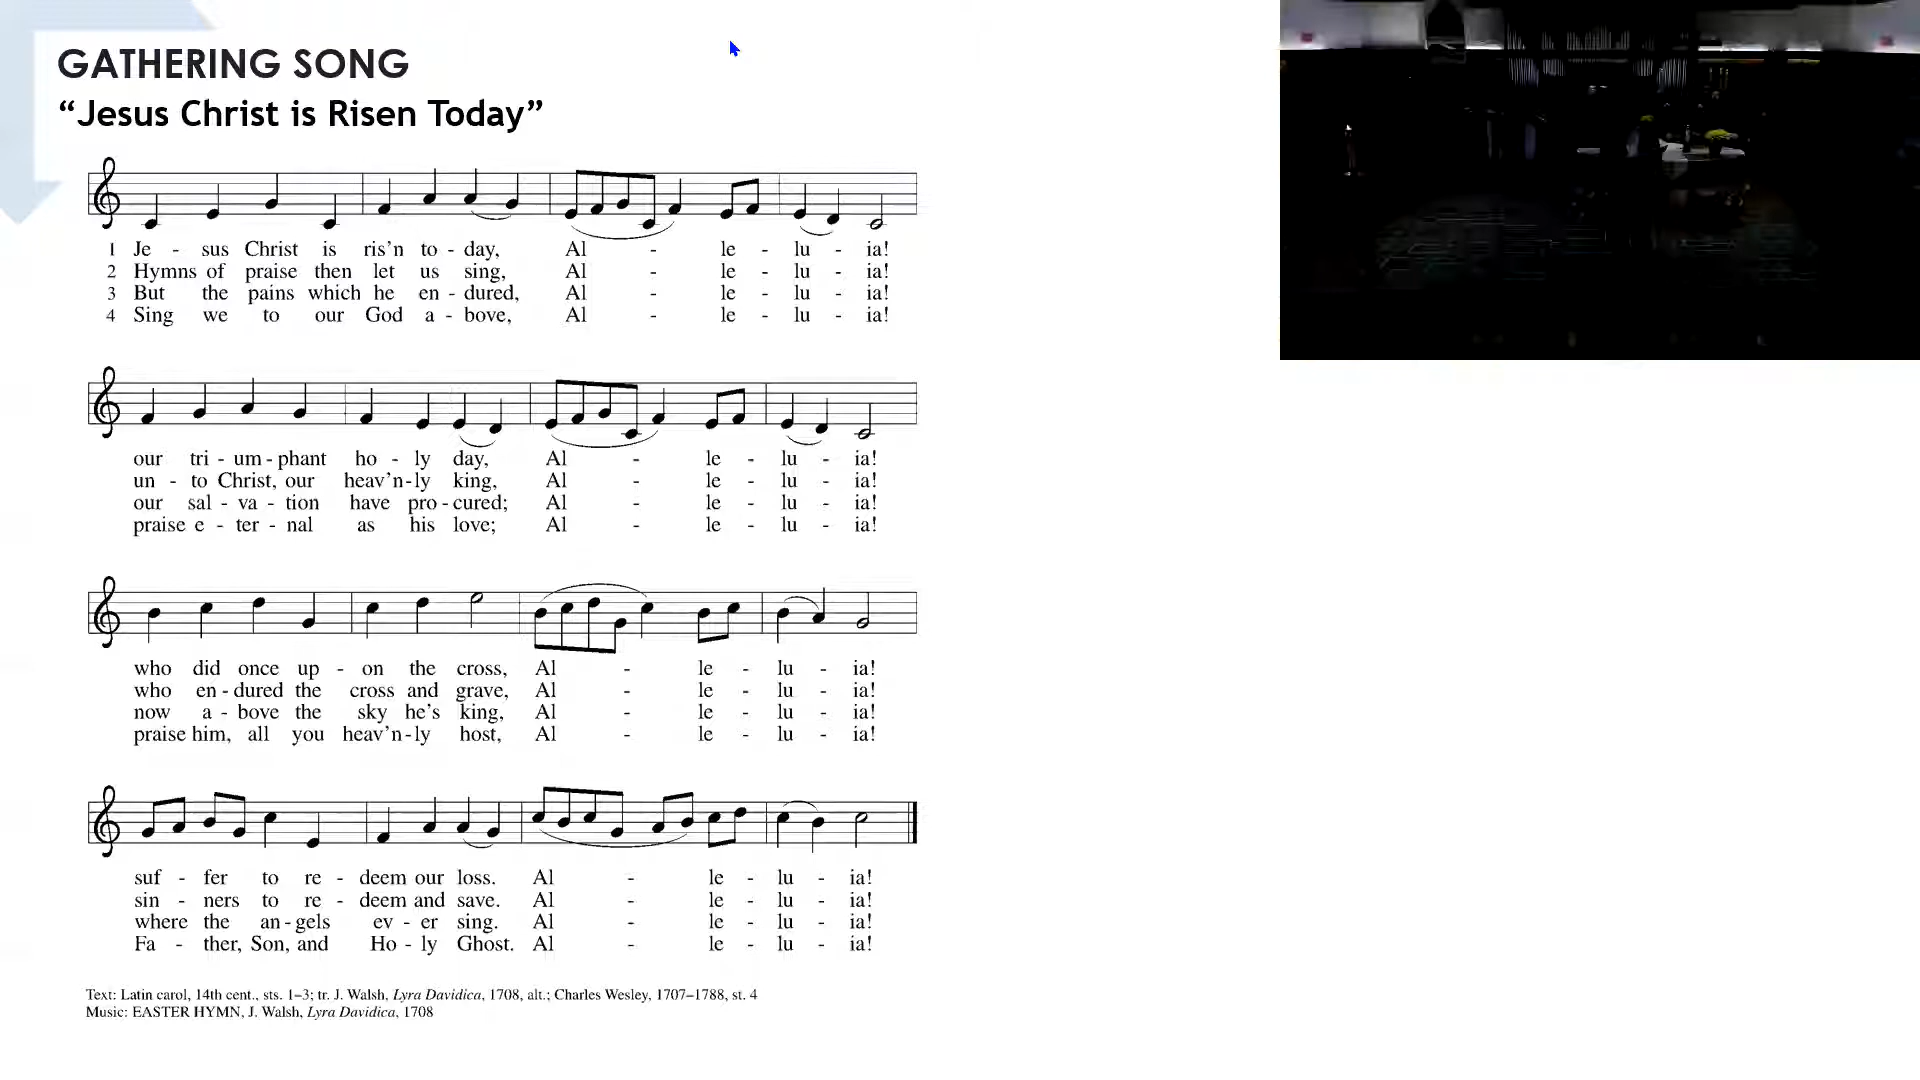 GATHERING SONG
“Jesus Christ is Risen Today”
1 Je - sus Christ is ris’n to - day, Al - le - lu - ia!
2 Hymns of praise then let us sing, Al - le - lu - ia!
3 But the pains which he en - dured, Al - le - lu - ia!
4 Sing we to our God a - bove, Al - le - lu - ia!
our tri - um - phant ho - ly day, Al - le - lu - ia!
un - to Christ, our heav’n - ly king, Al - le - lu - ia!
our sal - va - tion have pro - cured; Al - le - lu - ia!
praise e - ter - nal as his love; Al - le - lu - ia!
who did once up - on the cross, Al - le - lu - ia!
who en - dured the cross and grave, Al - le - lu - ia!
now a - bove the sky he’s king, Al - le - lu - ia!
praise him, all you heav’n - ly host, Al - le - lu - ia!
suf - fer to re - deem our loss. Al - le - lu - ia!
sin - ners to re - deem and save. Al - le - lu - ia!
where the an - gels ev - er sing. Al - le - lu - ia!
Fa - ther, Son, and Ho - ly Ghost. Al - le - lu - ia!
Text: Latin carol, 14th cent., sts. 1–3; tr. J. Walsh, Lyra Davidica, 1708, alt.; Charles Wesley, 1707–1788, st. 4
Music: EASTER HYMN, J. Walsh, Lyra Davidica, 1708